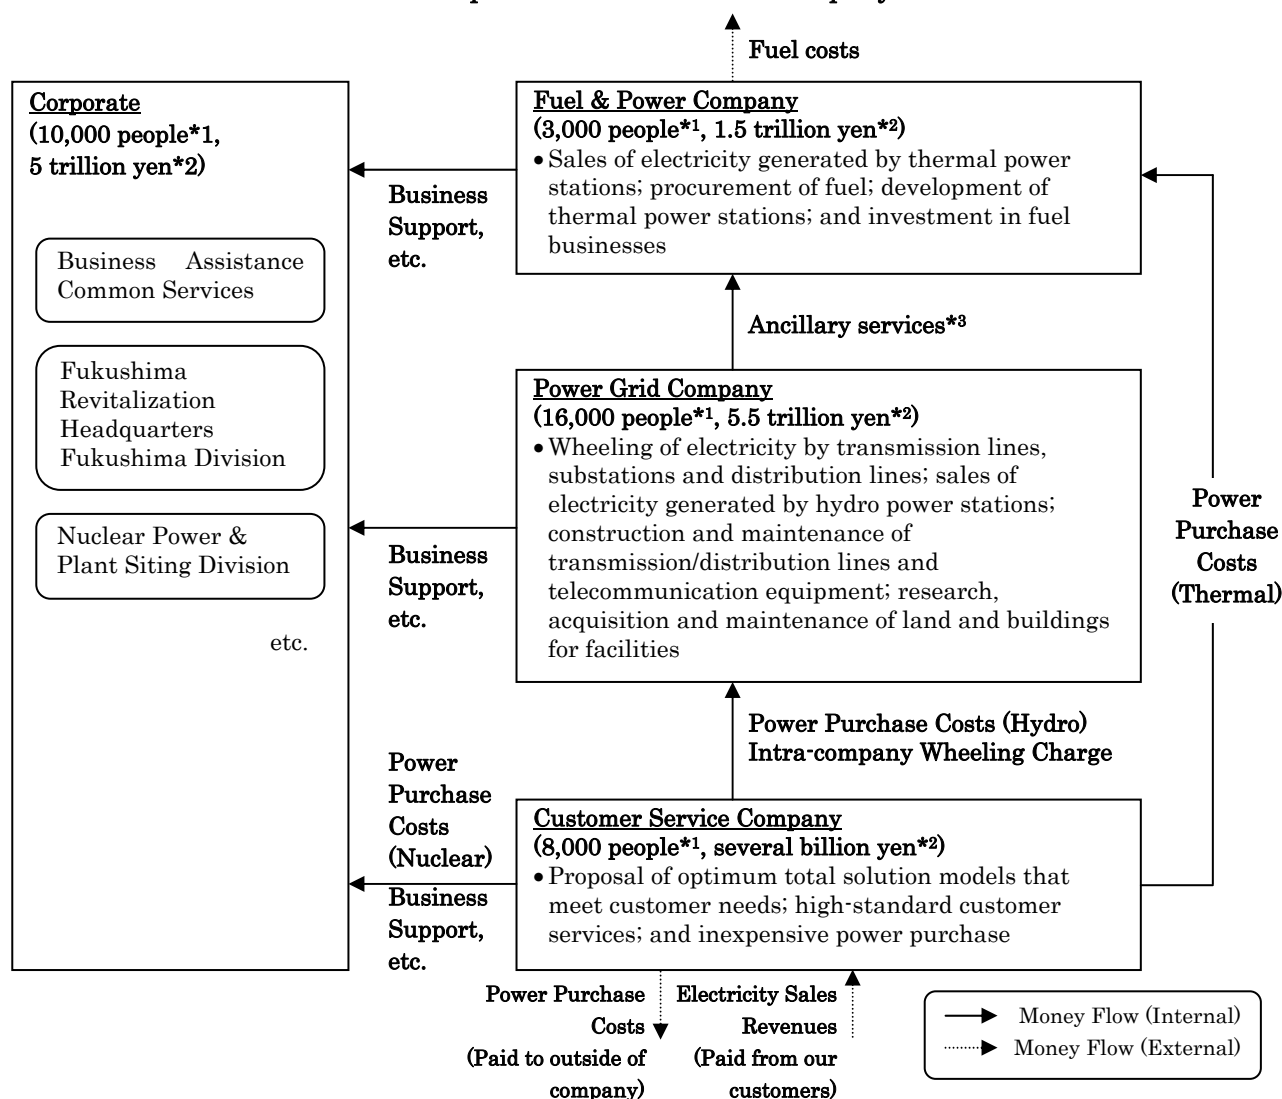 Fuel costs
Corporate
(10,000 people*1,
5 trillion yen*2)
Business Assistance
Common Services
Fukushima
Revitalization
Headquarters
Fukushima Division
Nuclear Power &
Plant Siting Division
etc.
Business
Support,
etc.
Fuel & Power Company
(3,000 people*1, 1.5 trillion yen*2)
• Sales of electricity generated by thermal power
stations; procurement of fuel; development of
thermal power stations; and investment in fuel
businesses
Ancillary services*3
Business
Support,
etc.
Power Grid Company
(16,000 people*1, 5.5 trillion yen*2)
• Wheeling of electricity by transmission lines,
substations and distribution lines; sales of
electricity generated by hydro power stations;
construction and maintenance of
transmission/distribution lines and
telecommunication equipment; research,
acquisition and maintenance of land and buildings
for facilities
Power
Purchase
Costs
(Thermal)
Power Purchase Costs (Hydro)
Intra-company Wheeling Charge
Power
Purchase
Costs
(Nuclear)
Business
Support,
etc.
Customer Service Company
(8,000 people*1, several billion yen*2)
• Proposal of optimum total solution models that
meet customer needs; high-standard customer
services; and inexpensive power purchase
Power Purchase
Costs
(Paid to outside of
company)
Electricity Sales
Revenues
(Paid from our
customers)
Money Flow (Internal)
Money Flow (External)